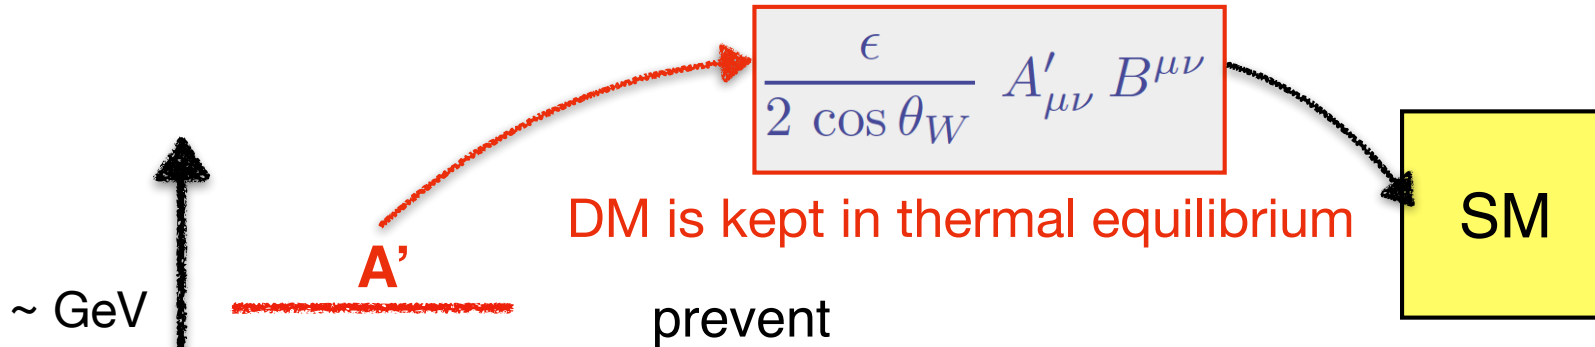 ϵ
2 cos θ_W A′_μν B^μν
DM is kept in thermal equilibrium
SM
A’
~ GeV
prevent